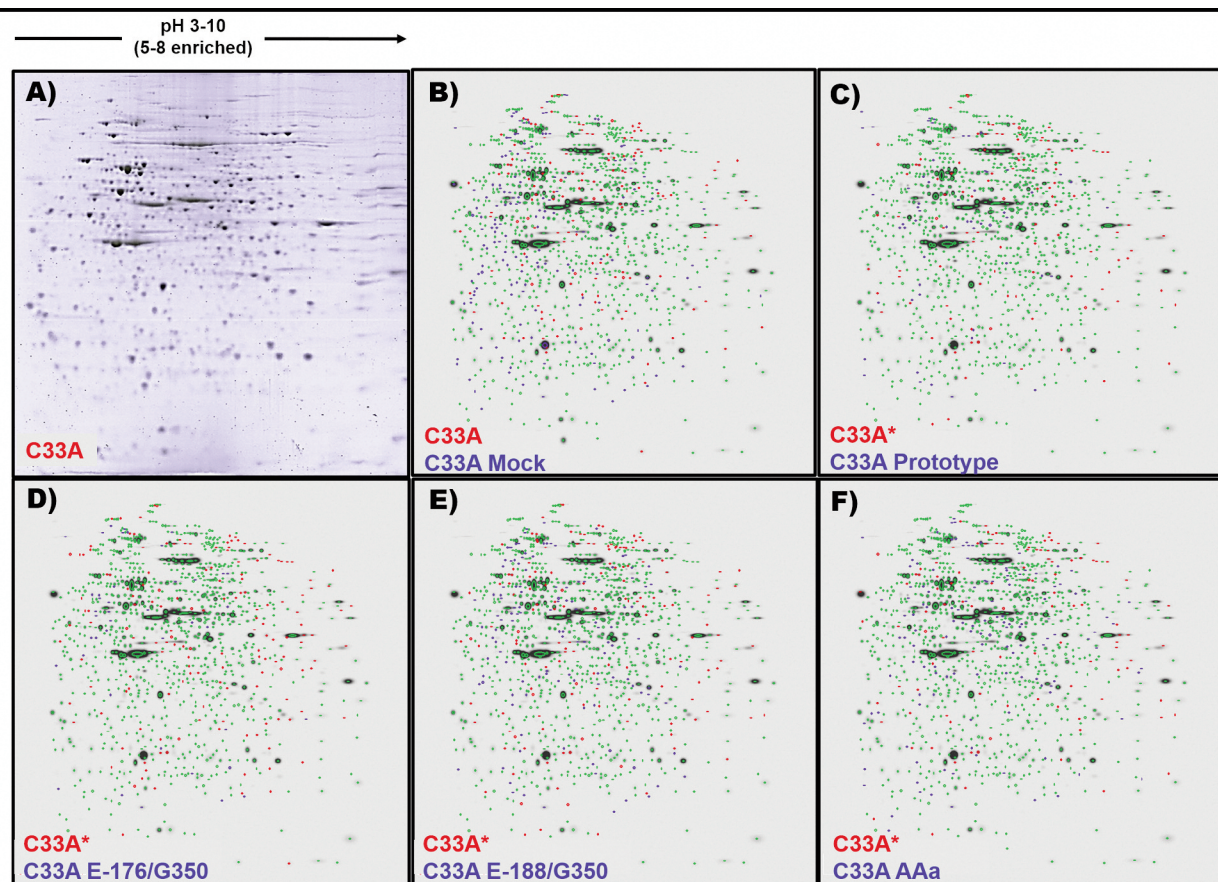 pH 3-10
(5-8 enriched)
A)
C33A
B)
C33A
C33A Mock
C)
C33A*
C33A Prototype
D)
C33A*
C33A E-176/G350
E)
C33A*
C33A E-188/G350
F)
C33A*
C33A AAa